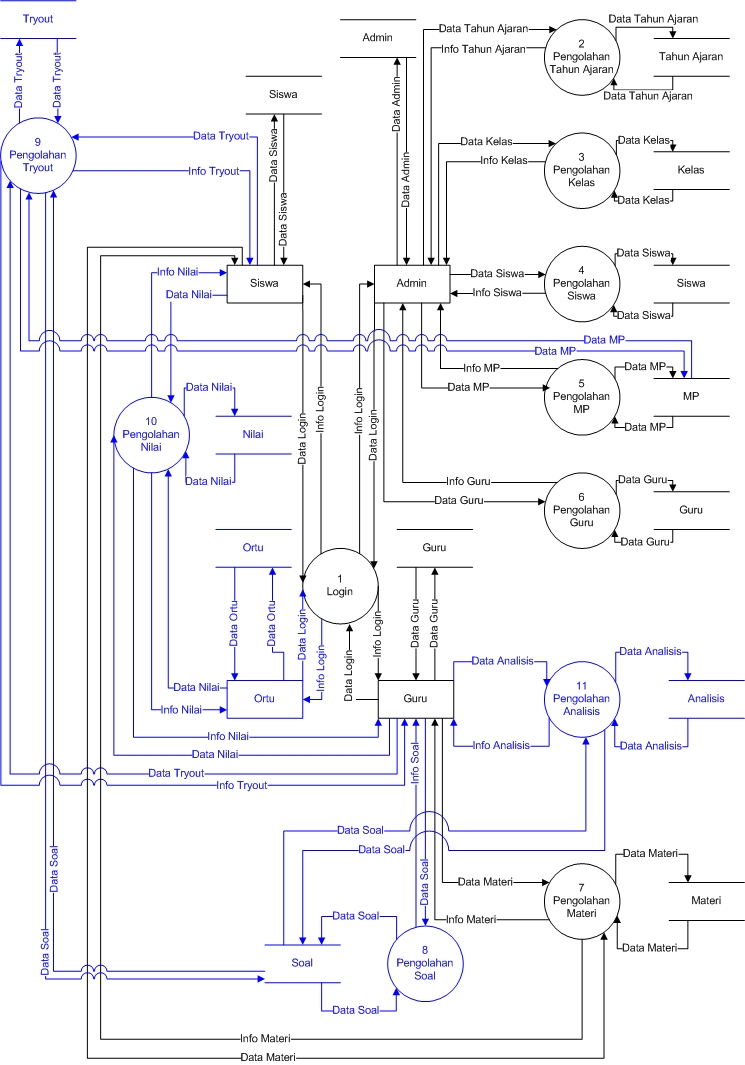 Tryout
Data Tryout
Data Tryout
9
Pengolahan
Tryout
Data Tryout
Info Tryout
Siswa
Data Siswa
Data Siswa
Admin
Data Admin
Data Admin
Data Tahun Ajaran
Info Tahun Ajaran
2
Pengolahan
Tahun Ajaran
Data Tahun Ajaran
Tahun Ajaran
Data Tahun Ajaran
Data Kelas
Info Kelas
3
Pengolahan
Kelas
Data Kelas
Kelas
Data Kelas
Siswa
Admin
Data Siswa
Info Siswa
4
Pengolahan
Siswa
Data Siswa
Siswa
Data Siswa
Info Nilai
Data Nilai
Data MP
Data MP
Info MP
Data MP
5
Pengolahan
MP
Data MP
MP
Data MP
10
Pengolahan
Nilai
Data Nilai
Nilai
Data Nilai
Data Login
Info Login
Info Login
Data Login
Info Guru
Data Guru
6
Pengolahan
Guru
Data Guru
Guru
Data Guru
Ortu
Data Ortu
Data Ortu
1
Login
Guru
Data Guru
Data Guru
Data Login
Info Login
Data Login
Info Login
Data Nilai
Info Nilai
Ortu
Guru
Data Analisis
Info Analisis
11
Pengolahan
Analisis
Data Analisis
Analisis
Data Analisis
Info Nilai
Data Nilai
Data Tryout
Info Tryout
Info Soal
Data Soal
Data Soal
Data Soal
Data Soal
Data Soal
Data Materi
Info Materi
7
Pengolahan
Materi
Data Materi
Materi
Data Materi
Soal
Data Soal
Data Soal
8
Pengolahan
Soal
Info Materi
Data Materi